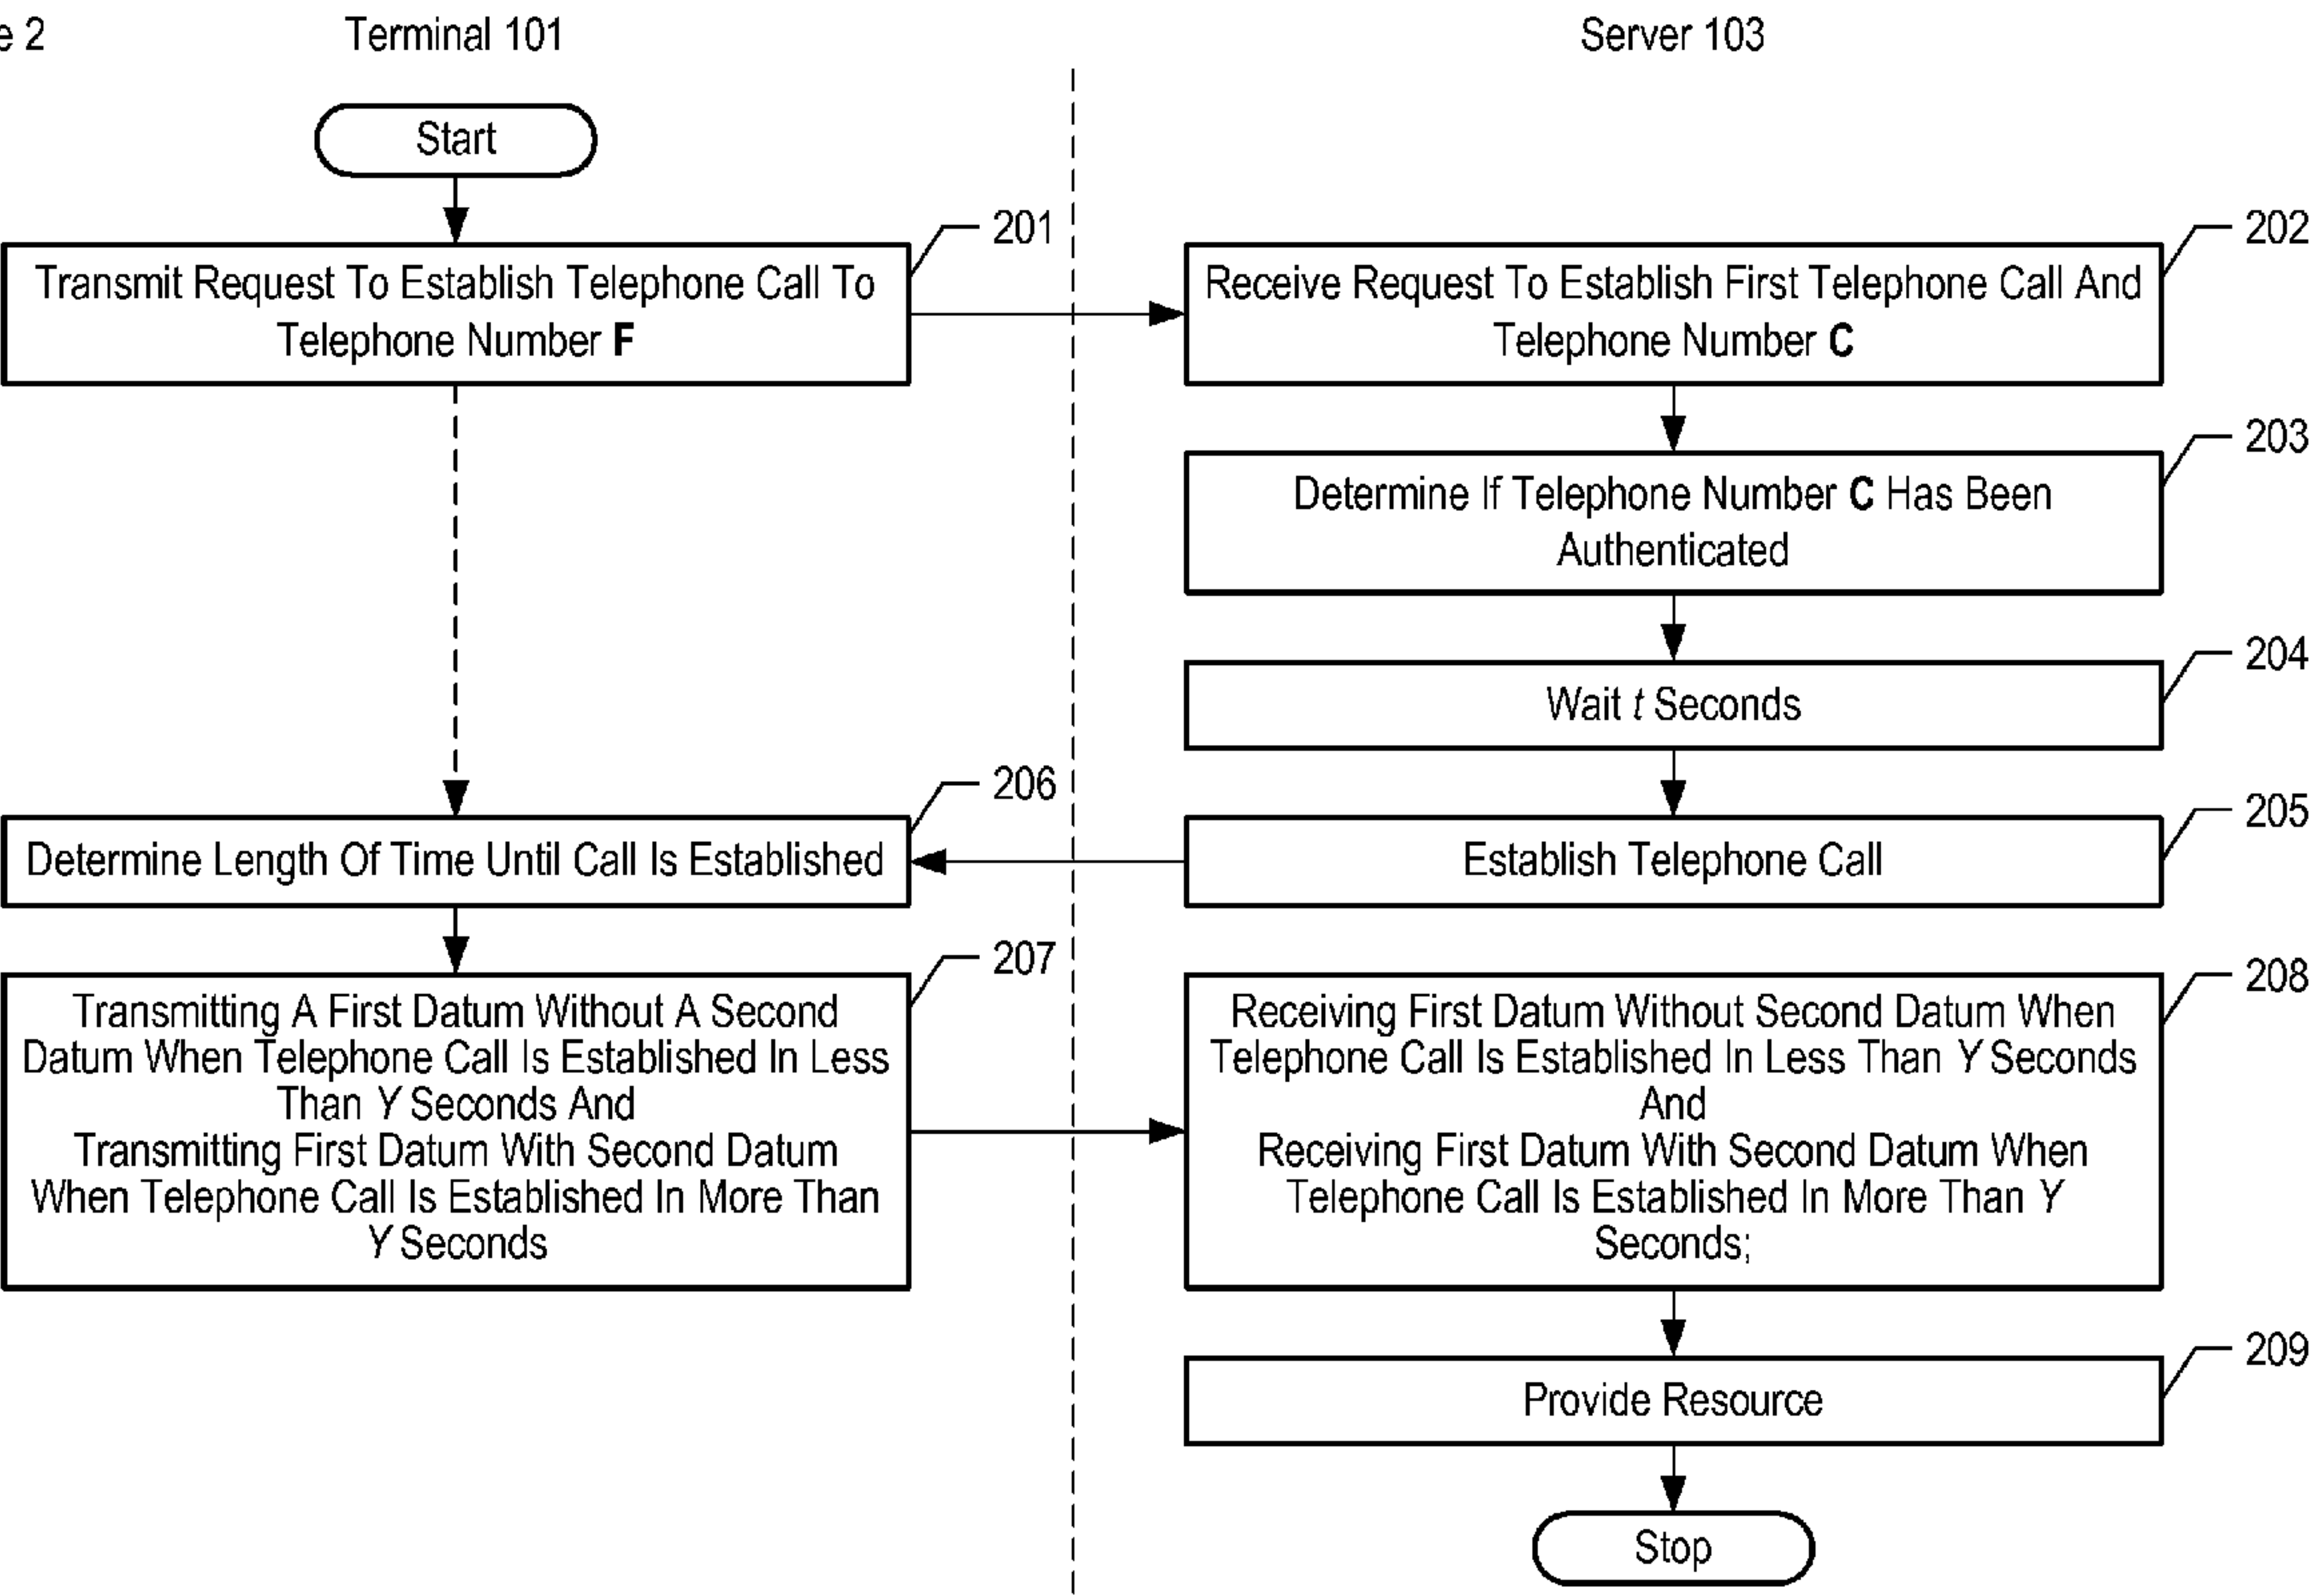 e 2
Terminal 101
Server 103
Start
201
Transmit Request To Establish Telephone Call To
Telephone Number F
202
Receive Request To Establish First Telephone Call And
Telephone Number C
203
Determine If Telephone Number C Has Been
Authenticated
204
Wait t Seconds
205
Establish Telephone Call
206
Determine Length Of Time Until Call Is Established
207
Transmitting A First Datum Without A Second
Datum When Telephone Call Is Established In Less
Than Y Seconds And
Transmitting First Datum With Second Datum
When Telephone Call Is Established In More Than
Y Seconds
208
Receiving First Datum Without Second Datum When
Telephone Call Is Established In Less Than Y Seconds
And
Receiving First Datum With Second Datum When
Telephone Call Is Established In More Than Y
Seconds;
209
Provide Resource
Stop